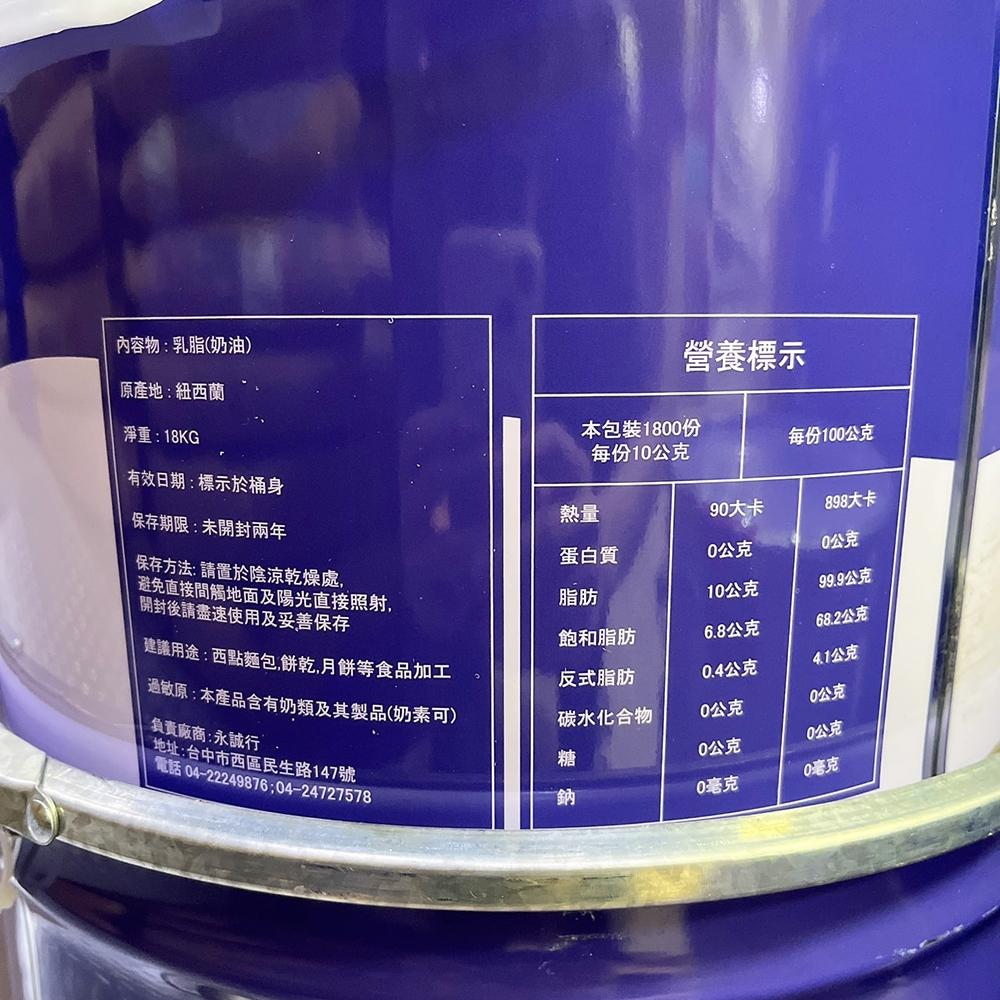 內容物：乳脂(奶油)
原產地：紐西蘭
淨重：18KG
有效日期：標示於桶身
保存期限：未開封兩年
保存方法：請置於陰涼乾燥處，
避免直接間觸地面及陽光直接照射，
開封後請盡速使用及妥善保存
建議用途：西點麵包,餅乾,月餅等食品加工
過敏原：本產品含有奶類及其製品(奶素可)
負責廠商：永誠行
地址：台中市西區民生路147號
電話 04-22249876;04-24727578
營養標示
本包裝1800份
每份10公克
每份100公克
熱量 90大卡 898大卡
蛋白質 0公克 0公克
脂肪 10公克 99.9公克
飽和脂肪 6.8公克 68.2公克
反式脂肪 0.4公克 4.1公克
碳水化合物 0公克 0公克
糖 0公克 0公克
鈉 0毫克 0毫克